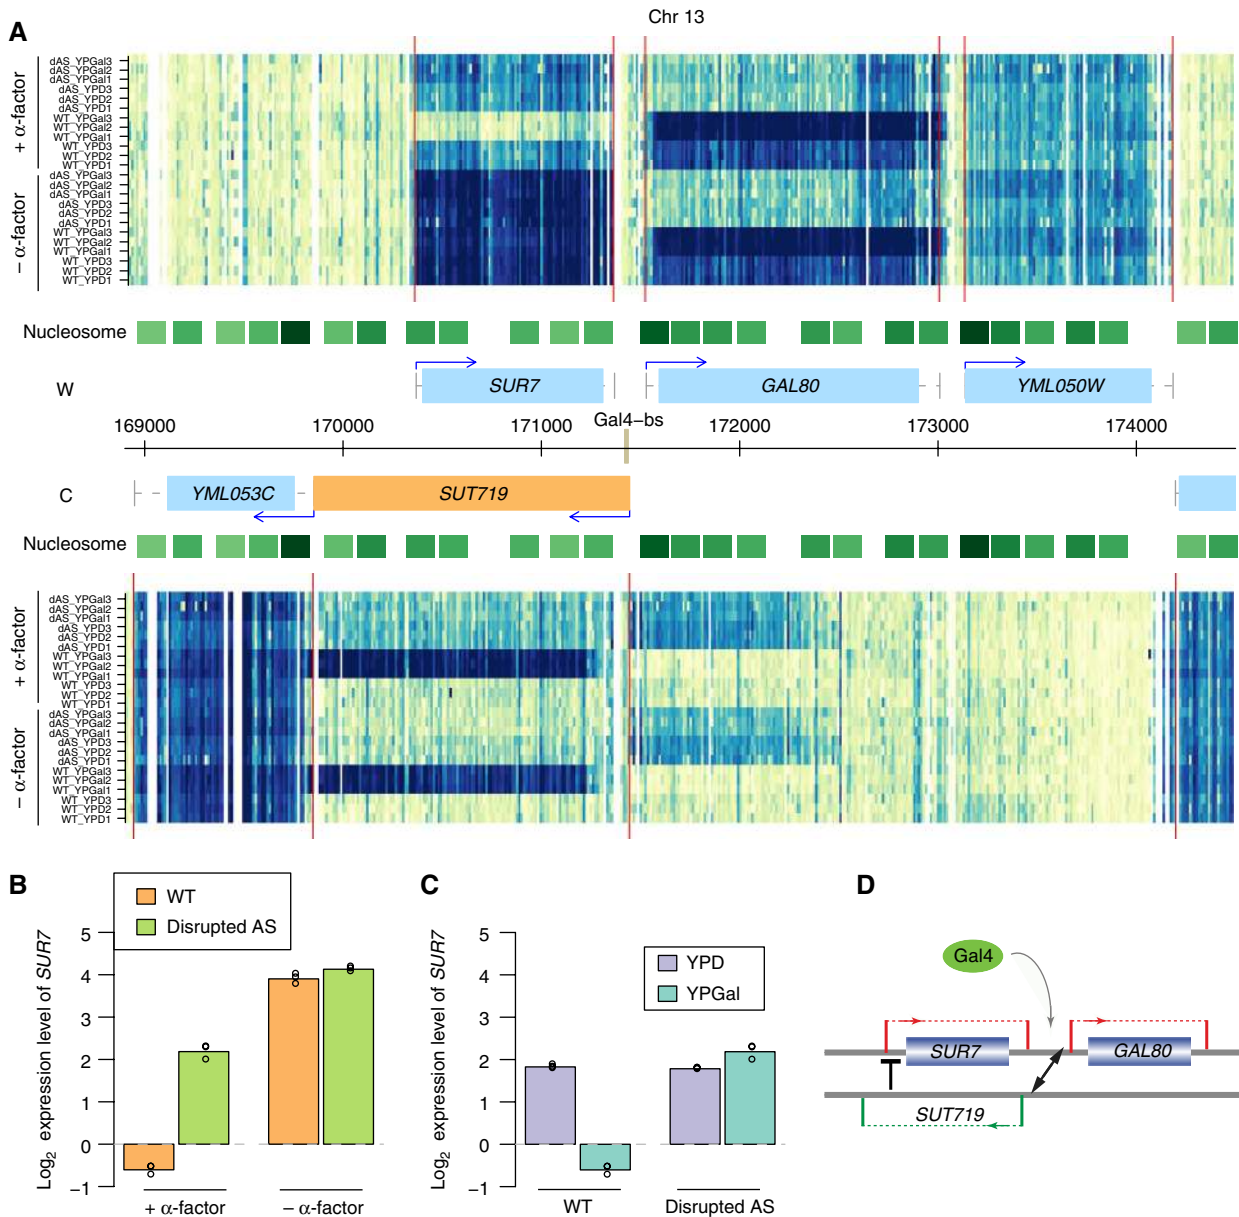 A
Chr 13
+ α-factor
dAS_YPGal3
dAS_YPGal2
dAS_YPGal1
dAS_YPD3
dAS_YPD2
dAS_YPD1
WT_YPGal3
WT_YPGal2
WT_YPGal1
WT_YPD3
WT_YPD2
WT_YPD1
− α-factor
dAS_YPGal3
dAS_YPGal2
dAS_YPGal1
dAS_YPD3
dAS_YPD2
dAS_YPD1
WT_YPGal3
WT_YPGal2
WT_YPGal1
WT_YPD3
WT_YPD2
WT_YPD1
Nucleosome
W
SUR7
GAL80
YML050W
Gal4−bs
169000 170000 171000 172000 173000 174000
C
YML053C
SUT719
Nucleosome
+ α-factor
dAS_YPGal3
dAS_YPGal2
dAS_YPGal1
dAS_YPD3
dAS_YPD2
dAS_YPD1
WT_YPGal3
WT_YPGal2
WT_YPGal1
WT_YPD3
WT_YPD2
WT_YPD1
− α-factor
dAS_YPGal3
dAS_YPGal2
dAS_YPGal1
dAS_YPD3
dAS_YPD2
dAS_YPD1
WT_YPGal3
WT_YPGal2
WT_YPGal1
WT_YPD3
WT_YPD2
WT_YPD1
B
WT
Disrupted AS
Log2 expression level of SUR7
5
4
3
2
1
0
−1
+ α-factor
− α-factor
C
YPD
YPGal
Log2 expression level of SUR7
5
4
3
2
1
0
−1
WT
Disrupted AS
D
Gal4
SUR7
GAL80
SUT719